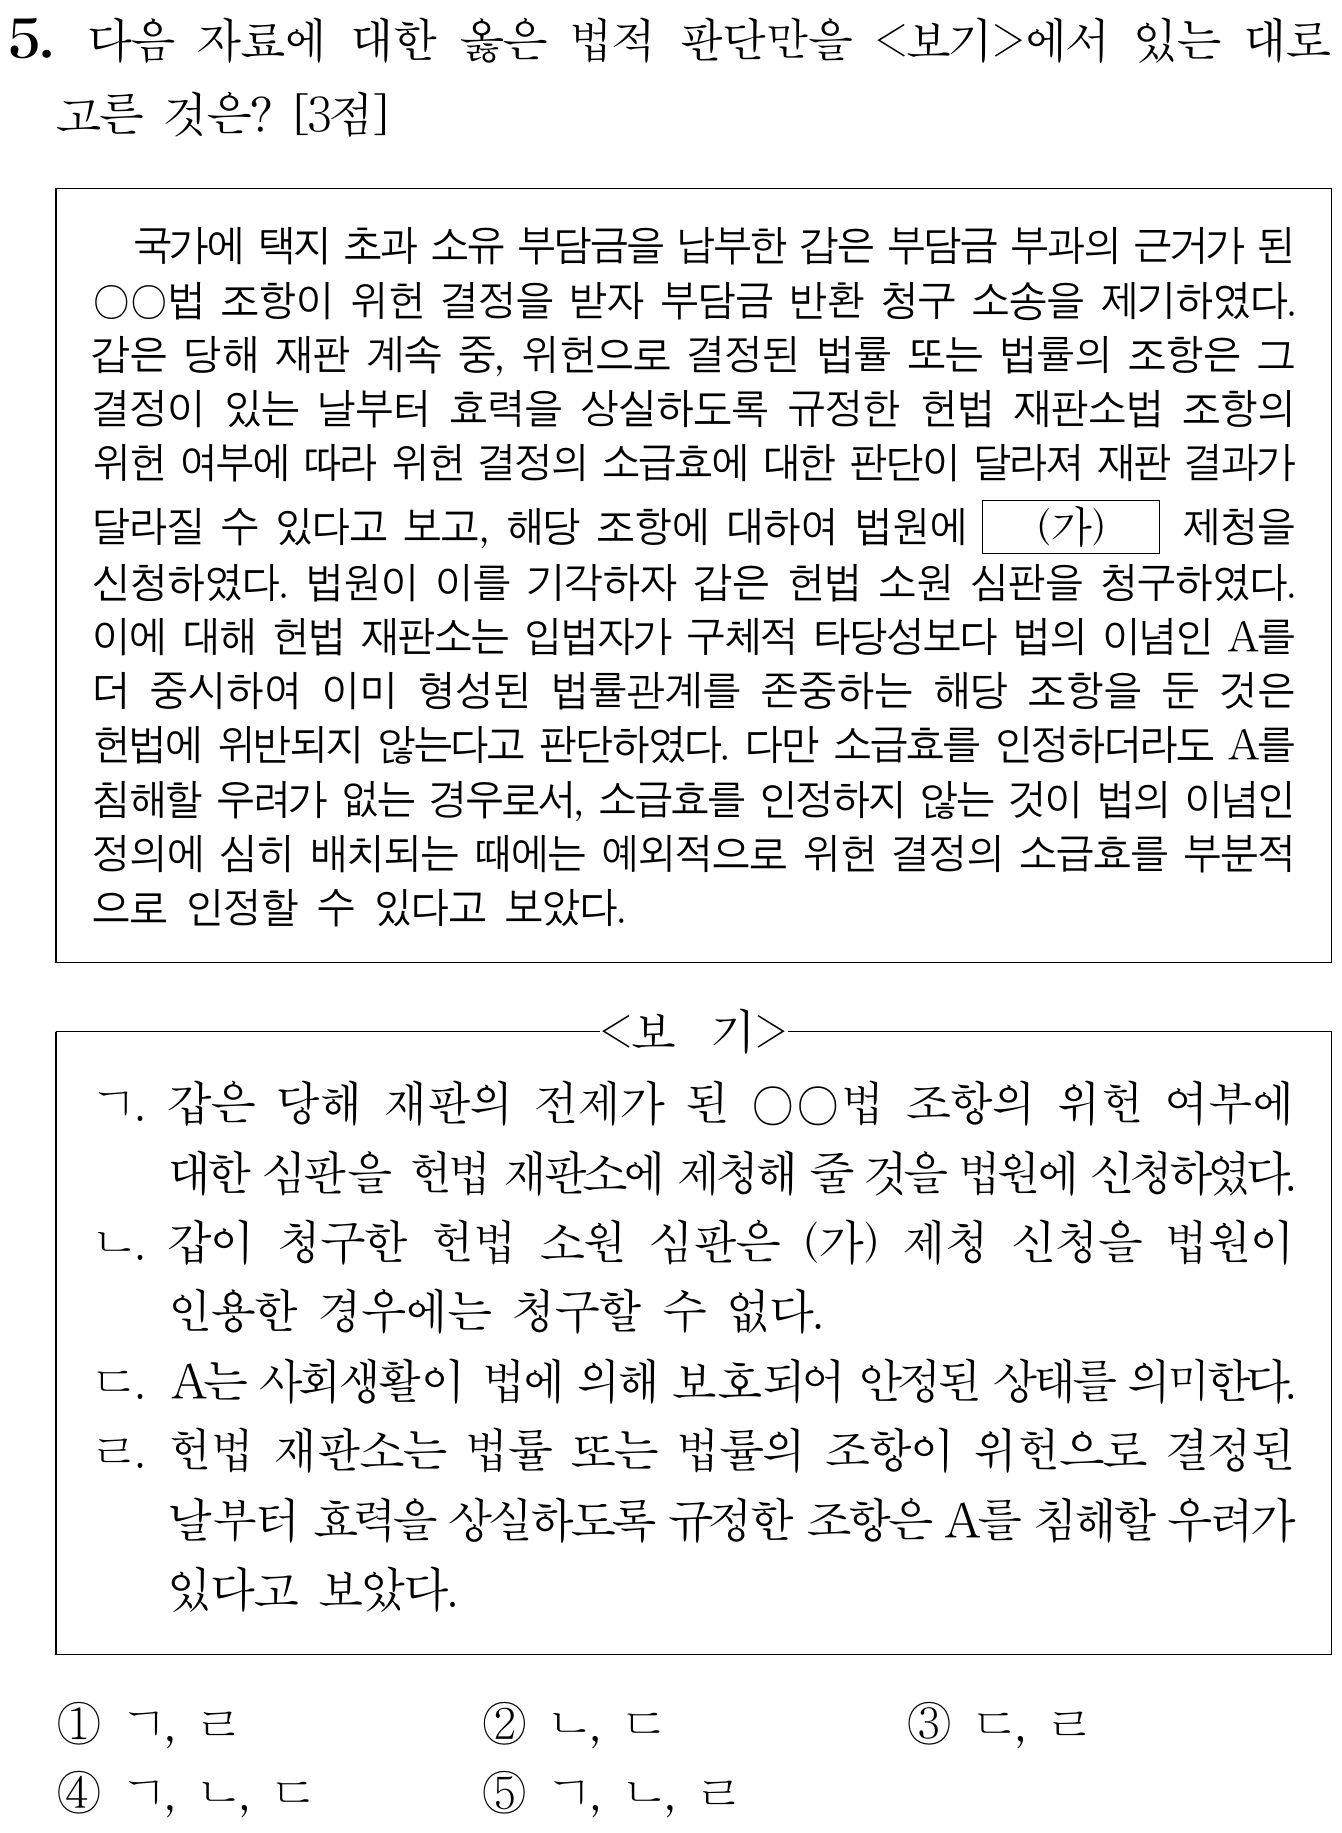 5. 다음 자료에 대한 옳은 법적 판단만을 <보기>에서 있는 대로
고른 것은? [3점]
국가에 택지 초과 소유 부담금을 납부한 갑은 부담금 부과의 근거가 된
○○법 조항이 위헌 결정을 받자 부담금 반환 청구 소송을 제기하였다.
갑은 당해 재판 계속 중, 위헌으로 결정된 법률 또는 법률의 조항은 그
결정이 있는 날부터 효력을 상실하도록 규정한 헌법 재판소법 조항의
위헌 여부에 따라 위헌 결정의 소급효에 대한 판단이 달라져 재판 결과가
달라질 수 있다고 보고, 해당 조항에 대하여 법원에 (가) 제청을
신청하였다. 법원이 이를 기각하자 갑은 헌법 소원 심판을 청구하였다.
이에 대해 헌법 재판소는 입법자가 구체적 타당성보다 법의 이념인 A를
더 중시하여 이미 형성된 법률관계를 존중하는 해당 조항을 둔 것은
헌법에 위반되지 않는다고 판단하였다. 다만 소급효를 인정하더라도 A를
침해할 우려가 없는 경우로서, 소급효를 인정하지 않는 것이 법의 이념인
정의에 심히 배치되는 때에는 예외적으로 위헌 결정의 소급효를 부분적
으로 인정할 수 있다고 보았다.
<보 기>
ㄱ. 갑은 당해 재판의 전제가 된 ○○법 조항의 위헌 여부에
대한 심판을 헌법 재판소에 제청해 줄 것을 법원에 신청하였다.
ㄴ. 갑이 청구한 헌법 소원 심판은 (가) 제청 신청을 법원이
인용한 경우에는 청구할 수 없다.
ㄷ. A는 사회생활이 법에 의해 보호되어 안정된 상태를 의미한다.
ㄹ. 헌법 재판소는 법률 또는 법률의 조항이 위헌으로 결정된
날부터 효력을 상실하도록 규정한 조항은 A를 침해할 우려가
있다고 보았다.
① ㄱ, ㄹ ② ㄴ, ㄷ ③ ㄷ, ㄹ
④ ㄱ, ㄴ, ㄷ ⑤ ㄱ, ㄴ, ㄹ